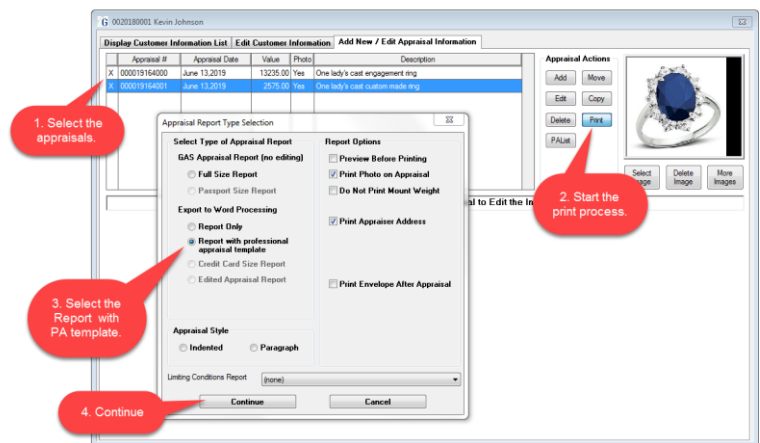 G 0020180001 Kevin Johnson
Display Customer Information List Edit Customer Information Add New / Edit Appraisal Information
Appraisal # Appraisal Date Value Photo Description
X 000019164000 June 13,2019 13235.00 Yes One lady's cast engagement ring
X 000019164001 June 13,2019 2575.00 Yes One lady's cast custom made ring
Appraisal Actions
Add Move
Edit Copy
Delete Print
PAList
Select Image
Delete Image
More Images
al to Edit the In
1. Select the
appraisals.
2. Start the
print process.
Appraisal Report Type Selection
Select Type of Appraisal Report
GAS Appraisal Report (no editing)
Full Size Report
Passport Size Report
Export to Word Processing
Report Only
Report with professional
appraisal template
Credit Card Size Report
Edited Appraisal Report
Appraisal Style
Indented Paragraph
Report Options
Preview Before Printing
Print Photo on Appraisal
Do Not Print Mount Weight
Print Appraiser Address
Print Envelope After Appraisal
3. Select the
Report with
PA template.
Limiting Conditions Report (none)
4. Continue
Continue Cancel